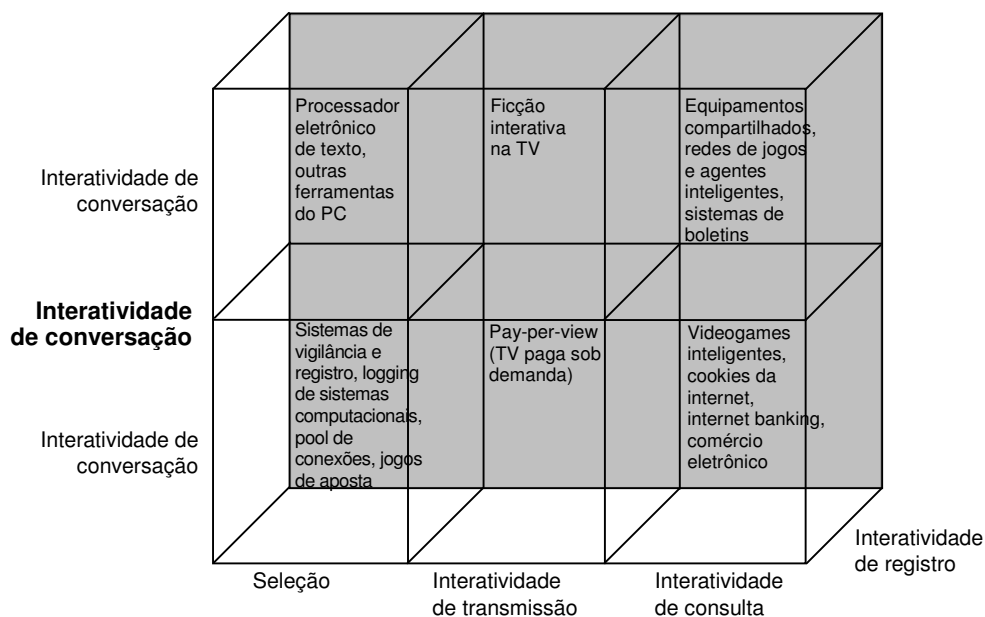 Processador
eletrônico
de texto,
outras
ferramentas
do PC
Ficção
interativa
na TV
Equipamentos
compartilhados,
redes de jogos
e agentes
inteligentes,
sistemas de
boletins
Interatividade de
conversação
Interatividade
de conversação
Sistemas de
vigilância e
registro, logging
de sistemas
computacionais,
pool de
conexões, jogos
de aposta
Pay-per-view
(TV paga sob
demanda)
Videogames
inteligentes,
cookies da
internet,
internet banking,
comércio
eletrônico
Interatividade de
conversação
Interatividade
de registro
Seleção
Interatividade
de transmissão
Interatividade
de consulta